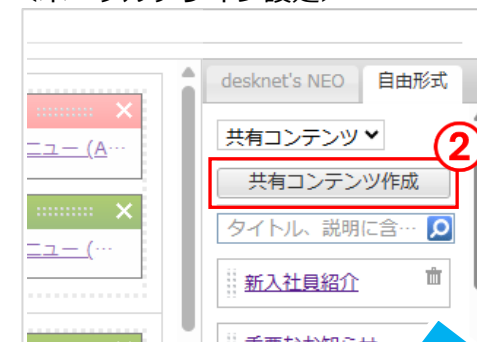 desknet's NEO 自由形式
共有コンテンツ
②
共有コンテンツ作成
ニュー (A…
タイトル、説明に含…
ニュー (…
新入社員紹介